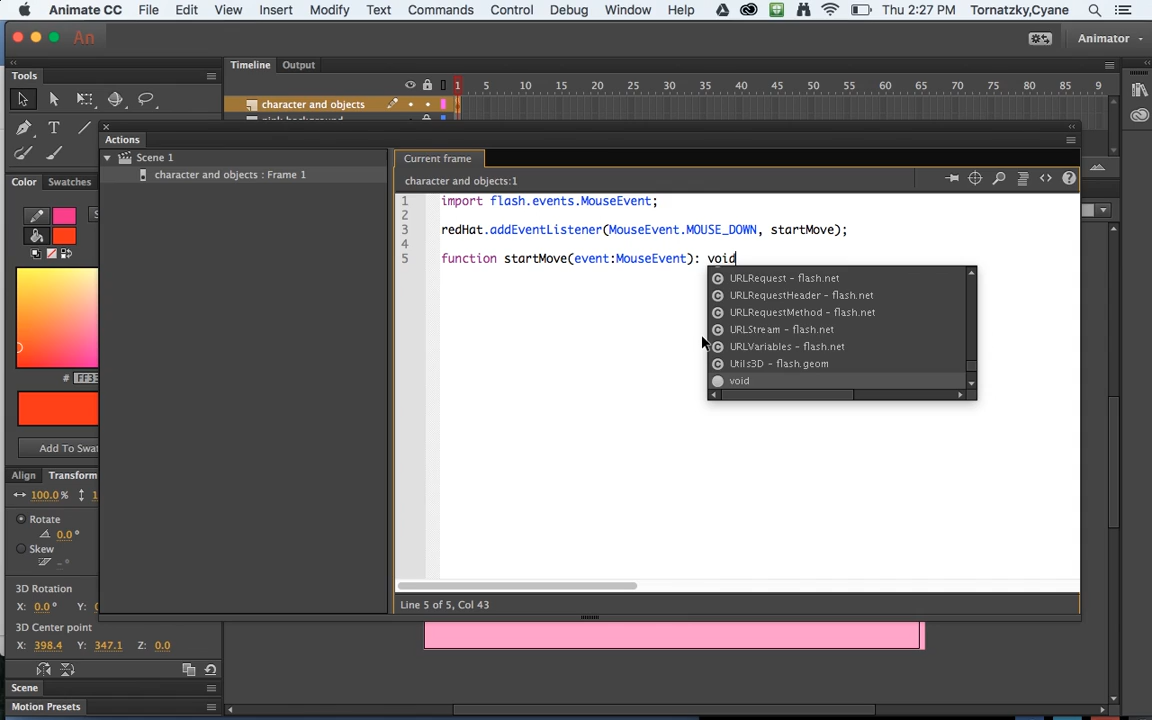 Animate CC File Edit View Insert Modify Text Commands Control Debug Window Help Thu 2:27 PM Tornatzky,Cyane
An Animator
Tools
Timeline Output
1 5 10 15 20 25 30 35 40 45 50 55 60 65 70 75 80 85 9
character and objects
Actions
Scene 1
character and objects : Frame 1
Current frame
character and objects:1
1 import flash.events.MouseEvent;
2
3 redHat.addEventListener(MouseEvent.MOUSE_DOWN, startMove);
4
5 function startMove(event:MouseEvent): void
URLRequest - flash.net
URLRequestHeader - flash.net
URLRequestMethod - flash.net
URLStream - flash.net
URLVariables - flash.net
Utils3D - flash.geom
void
Line 5 of 5, Col 43
Color Swatches
S
# FF33
Add To Swat
Align Transform
100.0 % 1
Rotate
0.0 °
Skew
3D Rotation
X: 0.0 ° Y: 0
3D Center point
X: 398.4 Y: 347.1 Z: 0.0
Scene
Motion Presets